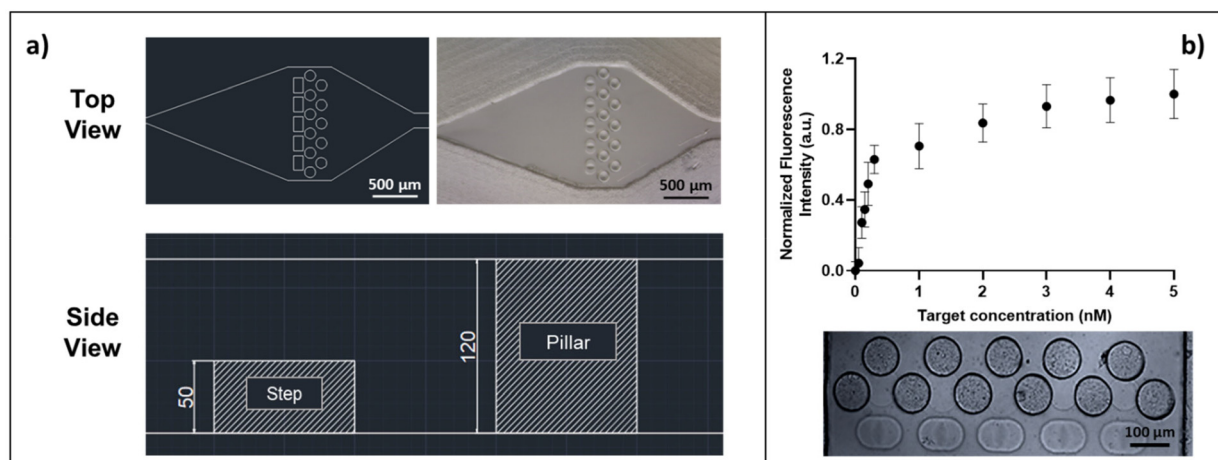 a)
Top
View
500 µm
500 µm
Side
View
50
Step
120
Pillar
b)
Normalized Fluorescence
Intensity (a.u.)
1.2
0.8
0.4
0.0
0 1 2 3 4 5
Target concentration (nM)
100 µm